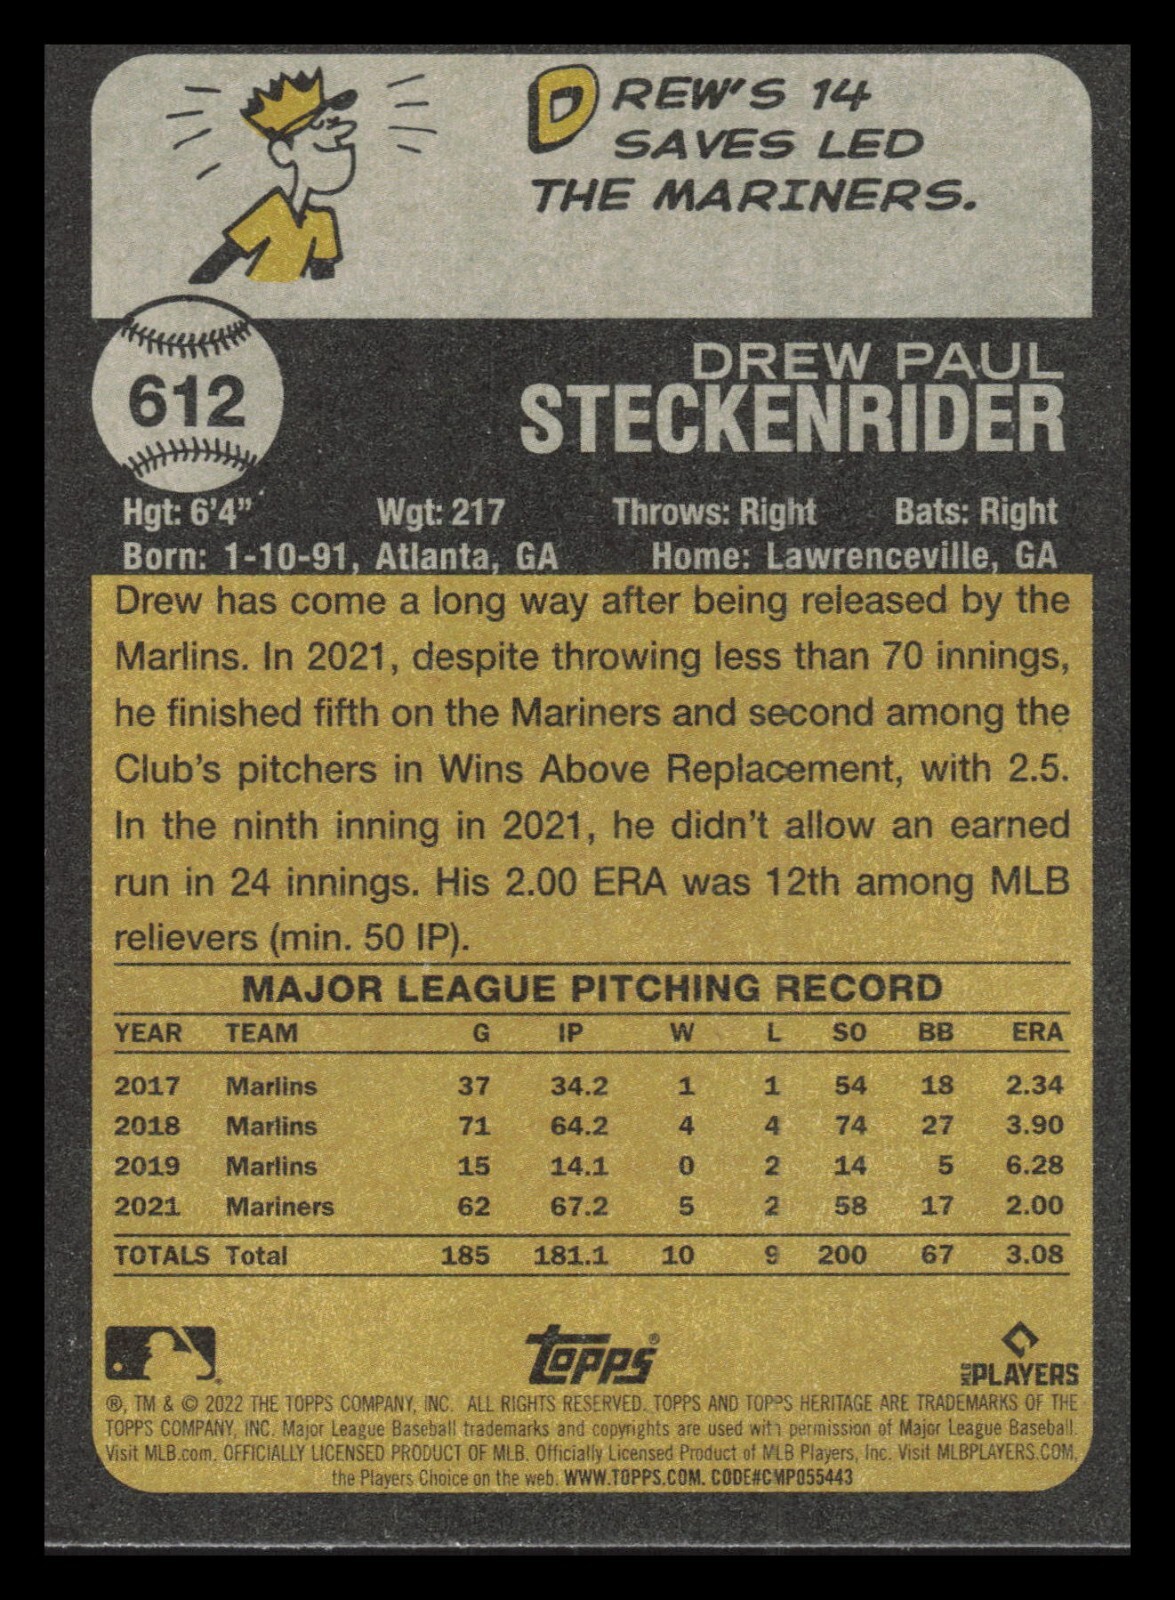 DREW'S 14
SAVES LED
THE MARINERS.
612
DREW PAUL
STECKENRIDER
Hgt: 6'4" Wgt: 217 Throws: Right Bats: Right
Born: 1-10-91, Atlanta, GA Home: Lawrenceville, GA
Drew has come a long way after being released by the
Marlins. In 2021, despite throwing less than 70 innings,
he finished fifth on the Mariners and second among the
Club's pitchers in Wins Above Replacement, with 2.5.
In the ninth inning in 2021, he didn't allow an earned
run in 24 innings. His 2.00 ERA was 12th among MLB
relievers (min. 50 IP).
MAJOR LEAGUE PITCHING RECORD
YEAR TEAM G IP W L SO BB ERA
2017 Marlins 37 34.2 1 1 54 18 2.34
2018 Marlins 71 64.2 4 4 74 27 3.90
2019 Marlins 15 14.1 0 2 14 5 6.28
2021 Mariners 62 67.2 5 2 58 17 2.00
TOTALS Total 185 181.1 10 9 200 67 3.08
topps®
MLB PLAYERS
®, TM & © 2022 THE TOPPS COMPANY, INC. ALL RIGHTS RESERVED. TOPPS AND TOPPS HERITAGE ARE TRADEMARKS OF THE
TOPPS COMPANY, INC. Major League Baseball trademarks and copyrights are used with permission of Major League Baseball.
Visit MLB.com. OFFICIALLY LICENSED PRODUCT OF MLB. Officially Licensed Product of MLB Players, Inc. Visit MLBPLAYERS.COM,
the Players Choice on the web. WWW.TOPPS.COM. CODE#CMP055443